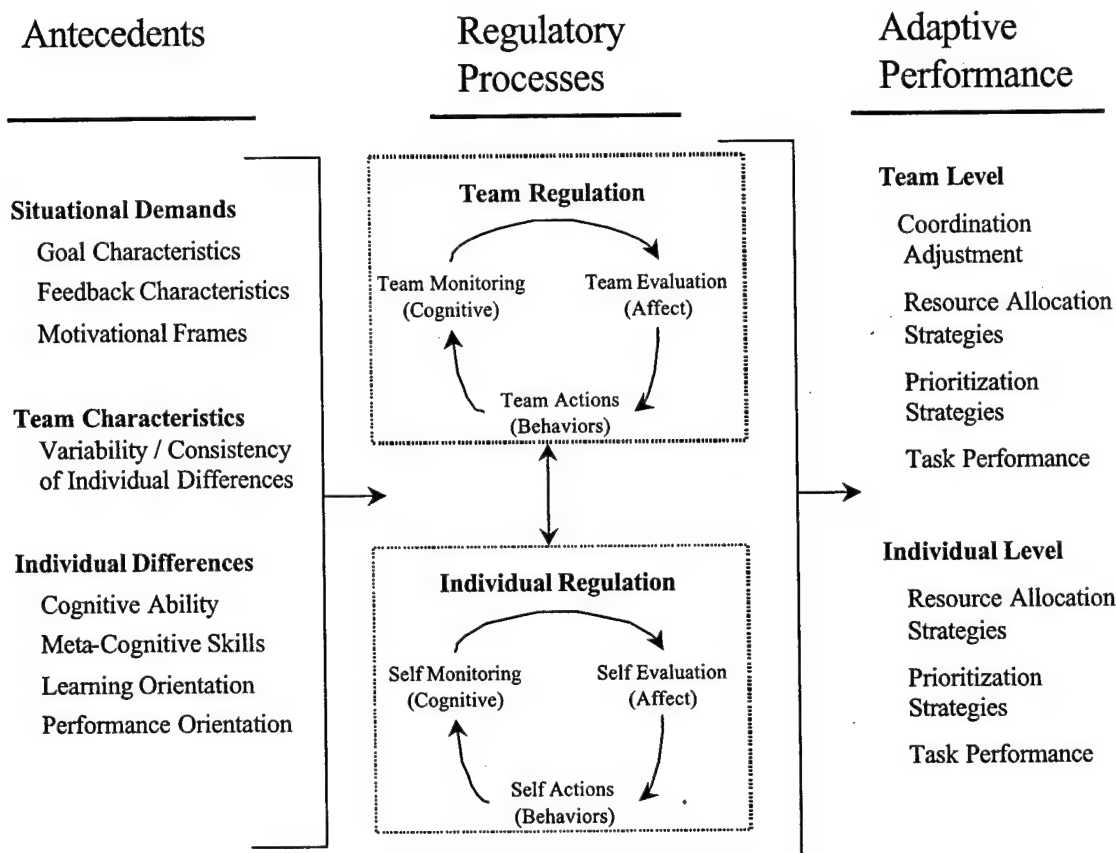 Antecedents
Regulatory
Processes
Adaptive
Performance
Situational Demands
Goal Characteristics
Feedback Characteristics
Motivational Frames
Team Characteristics
Variability / Consistency
of Individual Differences
Individual Differences
Cognitive Ability
Meta-Cognitive Skills
Learning Orientation
Performance Orientation
Team Regulation
Team Monitoring
(Cognitive)
Team Evaluation
(Affect)
Team Actions
(Behaviors)
Individual Regulation
Self Monitoring
(Cognitive)
Self Evaluation
(Affect)
Self Actions
(Behaviors)
Team Level
Coordination
Adjustment
Resource Allocation
Strategies
Prioritization
Strategies
Task Performance
Individual Level
Resource Allocation
Strategies
Prioritization
Strategies
Task Performance